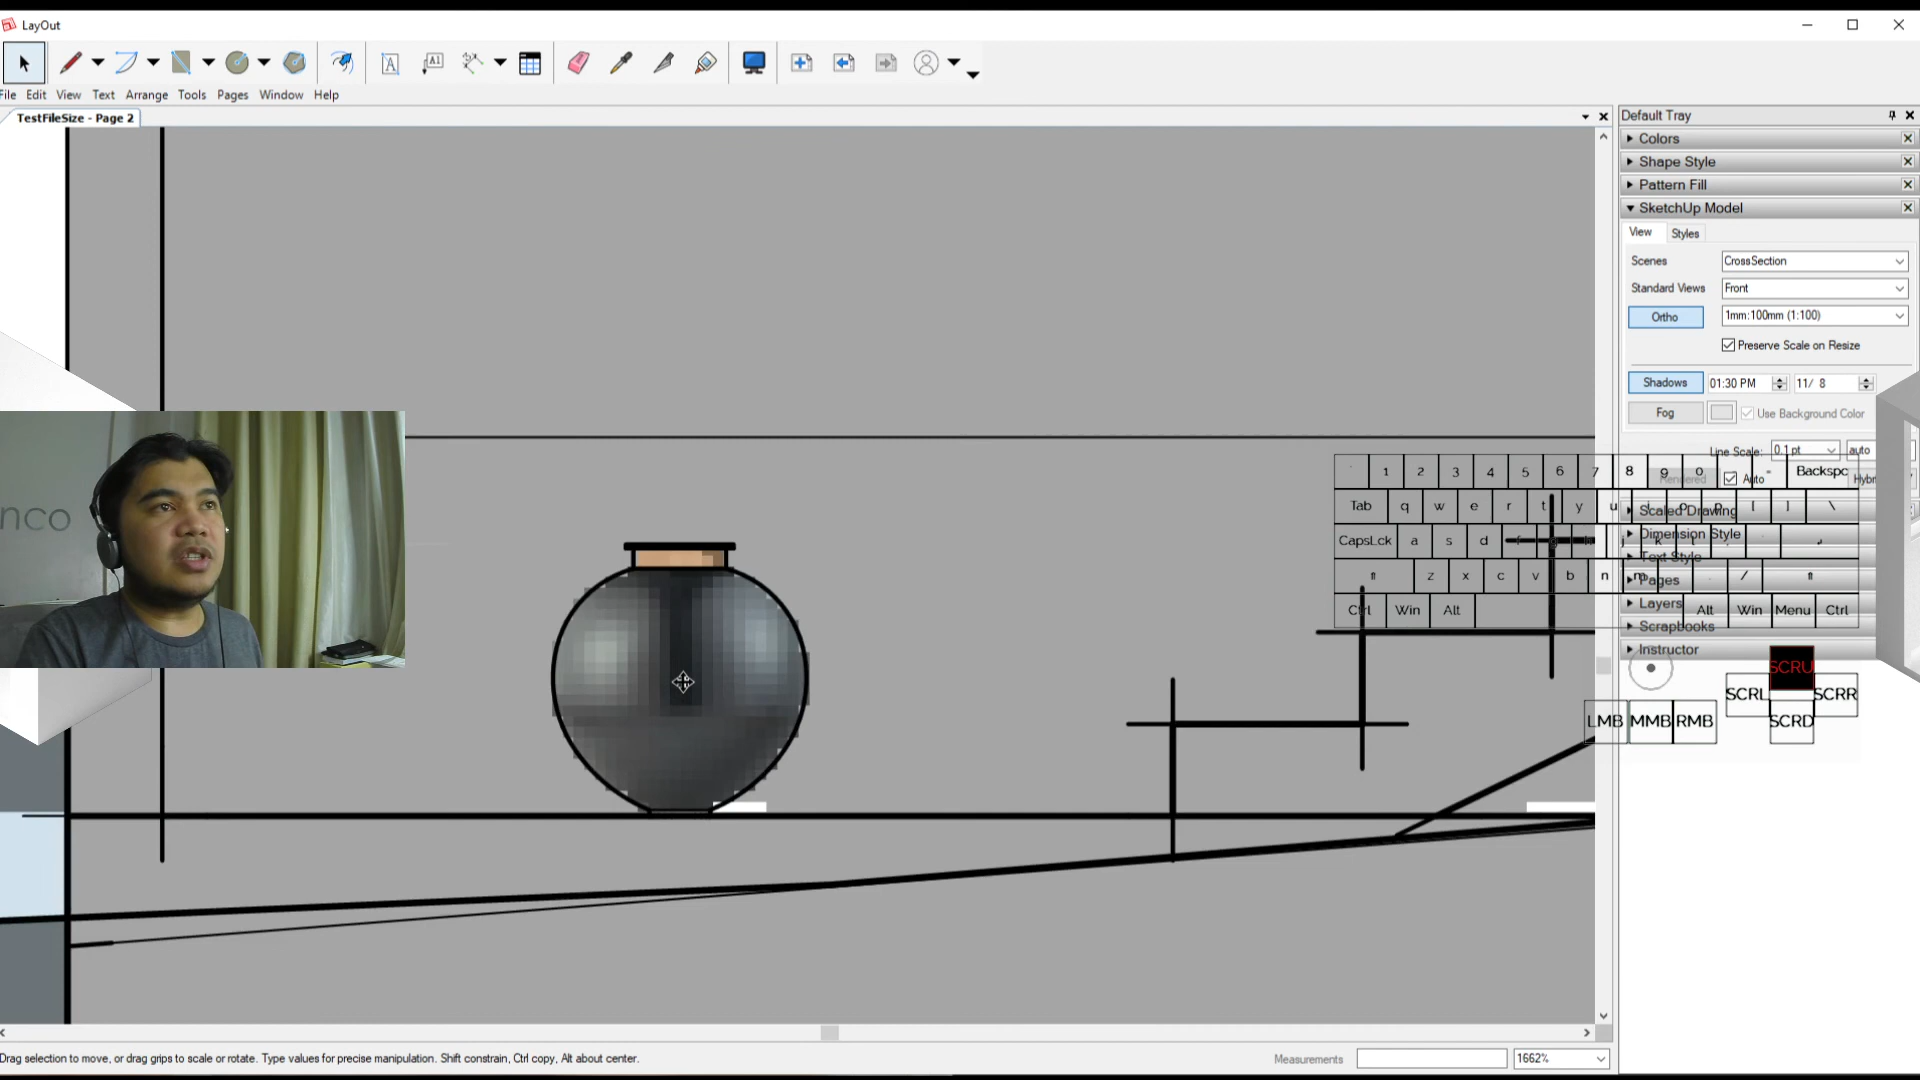 LayOut
File Edit View Text Arrange Tools Pages Window Help
TestFileSize - Page 2
Default Tray
Colors
Shape Style
Pattern Fill
SketchUp Model
View Styles
Scenes CrossSection
Standard Views Front
Ortho 1mm:100mm (1:100)
Preserve Scale on Resize
Shadows 01:30 PM 11/ 8
Fog Use Background Color
Line Scale: 0.1 pt auto
Rendered Auto Hybr
Scaled Drawing
Dimension Style
Text Style
Pages
Layers
Scrapbooks
Instructor
1 2 3 4 5 6 7 8 9 0 - Backspc
Tab q w e r t y u i o p [ ] \
CapsLck a s d f g h j k
z x c v b n m . /
Ctrl Win Alt Alt Win Menu Ctrl
SCRU
SCRL SCRR
LMB MMB RMB SCRD
nco
Drag selection to move, or drag grips to scale or rotate. Type values for precise manipulation. Shift constrain, Ctrl copy, Alt about center.
Measurements 1662%